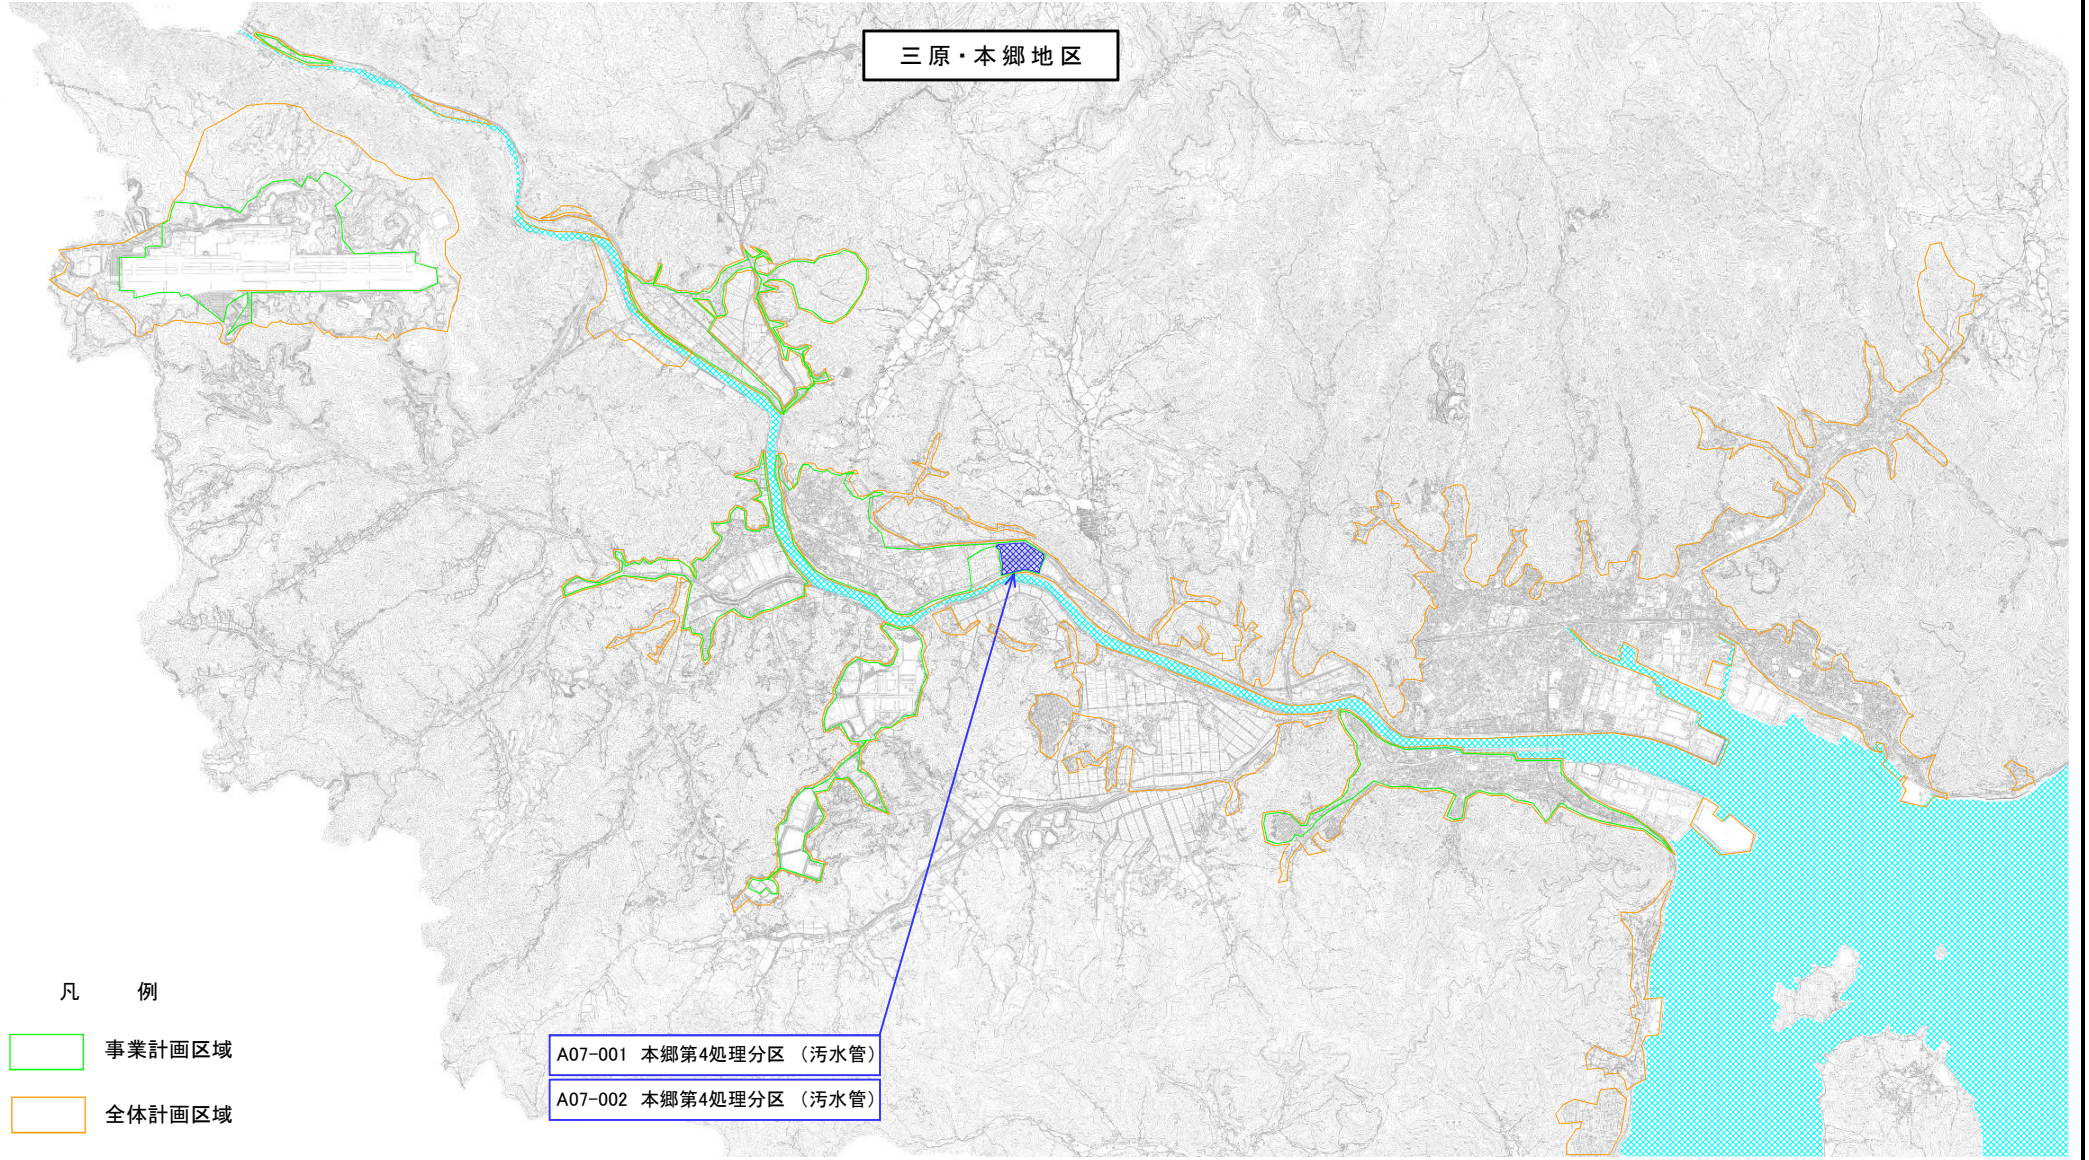 三原・本郷地区
凡　例
事業計画区域
全体計画区域
A07-001 本郷第4処理分区 （汚水管）
A07-002 本郷第4処理分区 （汚水管）